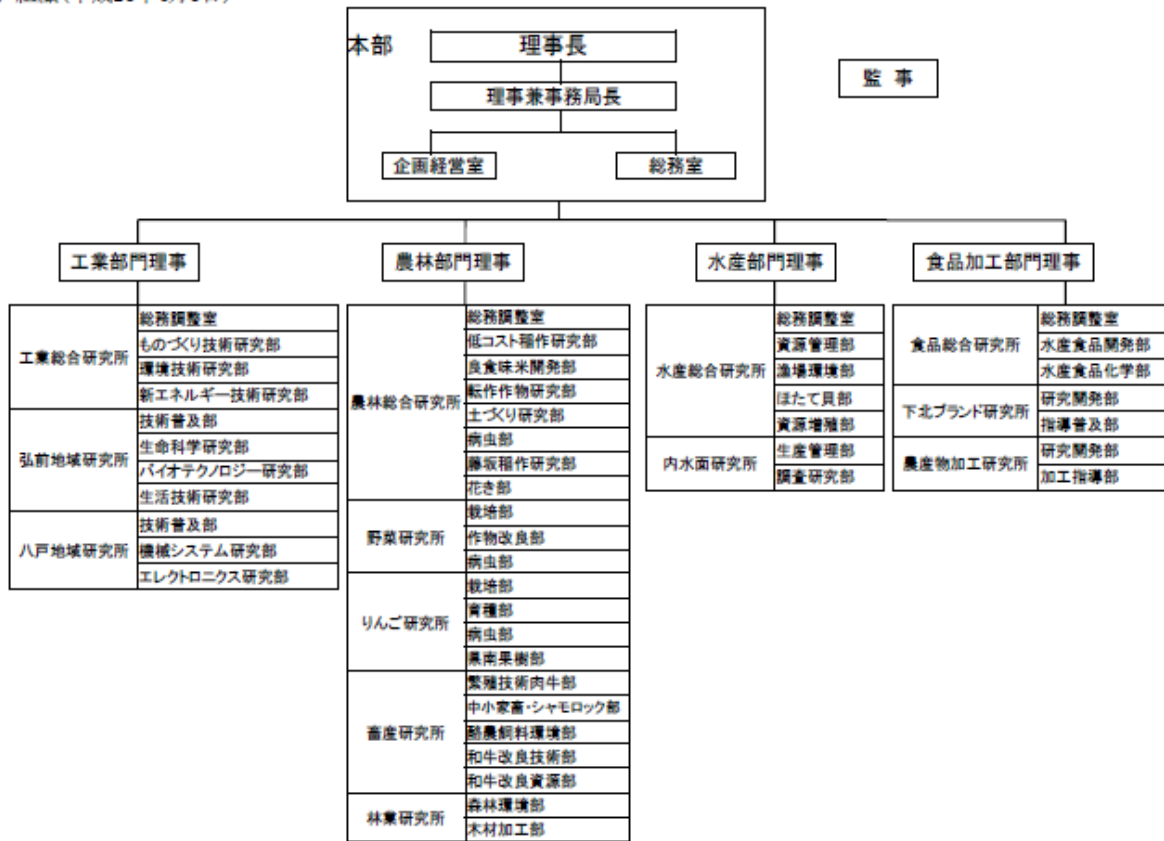 本部
理事長
監 事
理事兼事務局長
企画経営室
総務室
工業部門理事
農林部門理事
水産部門理事
食品加工部門理事
工業総合研究所
総務調整室
ものづくり技術研究部
環境技術研究部
新エネルギー技術研究部
弘前地域研究所
技術普及部
生命科学研究部
バイオテクノロジー研究部
生活技術研究部
八戸地域研究所
技術普及部
機械システム研究部
エレクトロニクス研究部
農林総合研究所
総務調整室
低コスト稲作研究部
良食味米開発部
転作作物研究部
土づくり研究部
病虫部
藤坂稲作研究部
花き部
野菜研究所
栽培部
作物改良部
病虫部
りんご研究所
栽培部
育種部
病虫部
県南果樹部
畜産研究所
繁殖技術肉牛部
中小家畜・シャモロック部
酪農飼料環境部
和牛改良技術部
和牛改良資源部
林業研究所
森林環境部
木材加工部
水産総合研究所
総務調整室
資源管理部
漁場環境部
ほたて貝部
資源増殖部
内水面研究所
生産管理部
調査研究部
食品総合研究所
総務調整室
水産食品開発部
水産食品化学部
下北ブランド研究所
研究開発部
指導普及部
農産物加工研究所
研究開発部
加工指導部